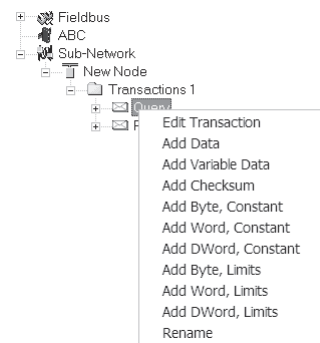 Fieldbus
ABC
Sub-Network
New Node
Transactions 1
Query
Edit Transaction
Add Data
Add Variable Data
Add Checksum
Add Byte, Constant
Add Word, Constant
Add DWord, Constant
Add Byte, Limits
Add Word, Limits
Add DWord, Limits
Rename